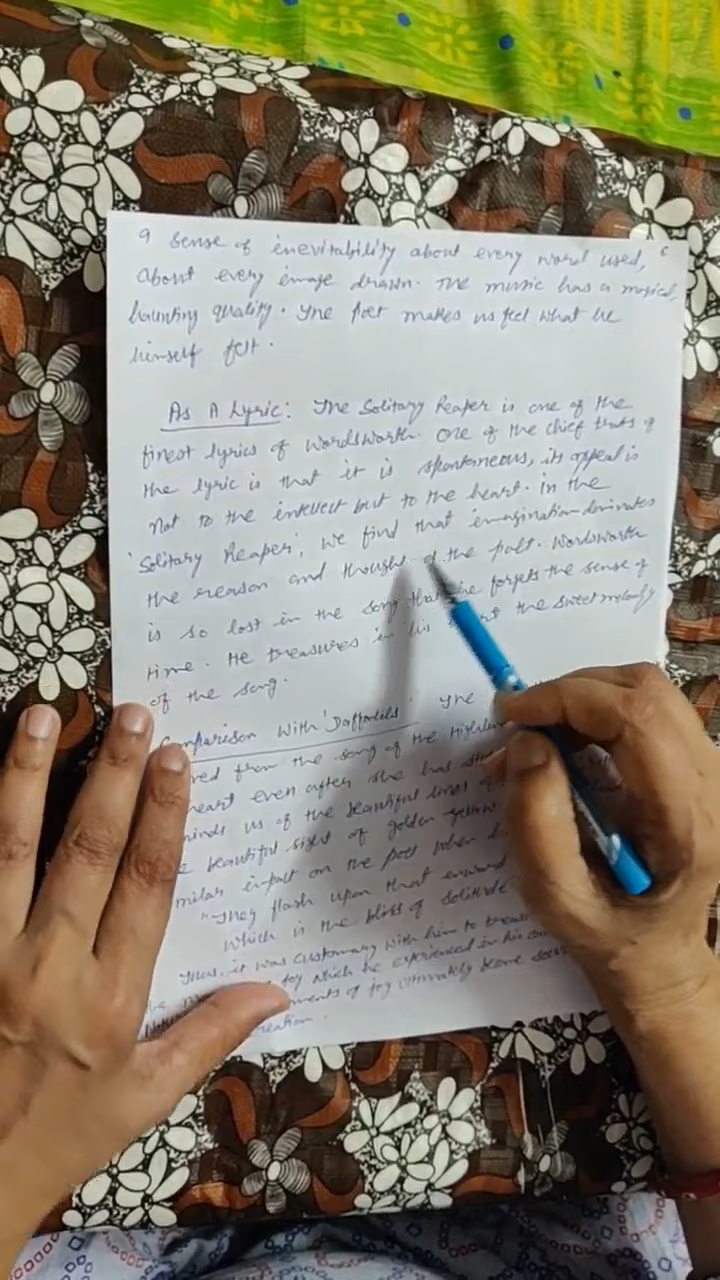 a sense of inevitability about every word used,
about every image drawn. The music has a magical,
haunting quality. The poet makes us feel what he
himself felt.
As A Lyric: The Solitary Reaper is one of the
finest lyrics of Wordsworth. One of the chief traits of
the lyric is that it is spontaneous, its appeal is
not to the intellect but to the heart. In the
'Solitary Reaper', we find that imagination dominates
the reason and thought of the poet. Wordsworth
is so lost in the song that he forgets the sense of
time. He treasures in his heart the sweet melody
of the song.
Comparison With 'Daffodils'. The
from the song of the Highland
heart even after she has
us of the beautiful lines of
beautiful sight of golden yellow
impact on the poet when
"They flash upon that inward
Which is the bliss of solitude
Thus, it was customary with him to
joy which he experienced in his
of joy ultimately became